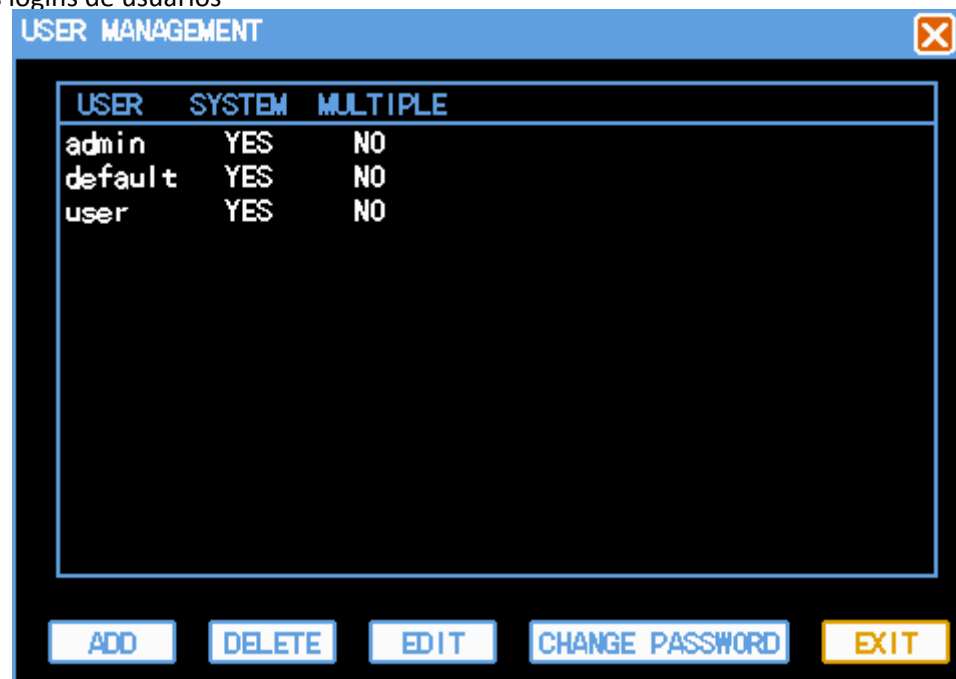 logins de usuarios
USER MANAGEMENT
USER SYSTEM MULTIPLE
admin YES NO
default YES NO
user YES NO
ADD DELETE EDIT CHANGE PASSWORD EXIT